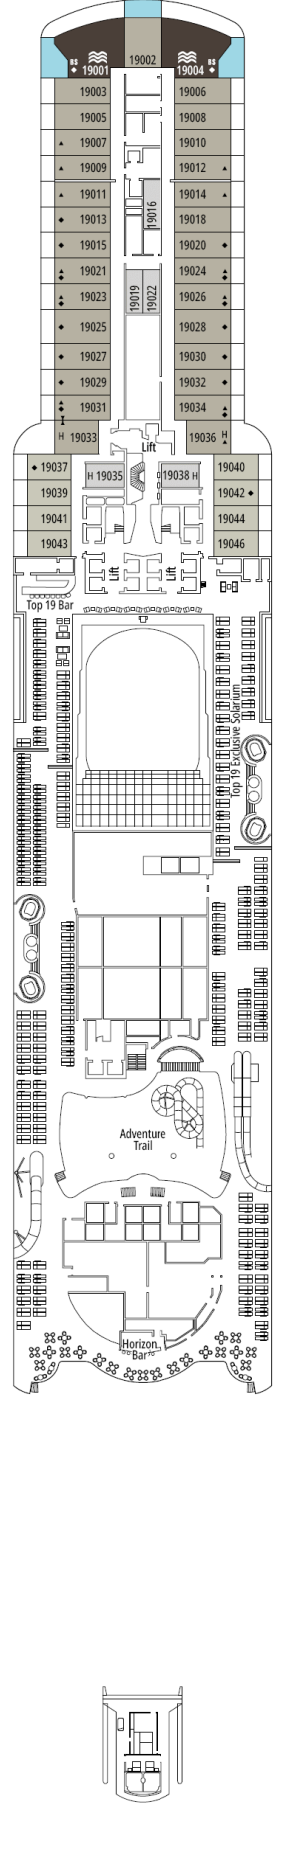 19002
BS
19001
19004
BS
19003
19006
19005
19008
19007
19010
19009
19012
19011
19016
19014
19013
19018
19015
19020
19021
19019
19022
19024
19023
19026
19025
19028
19027
19030
19029
19032
19031
19034
H 19033
19036 H
Lift
19037
H 19035
19038 H
19040
19039
19042
19041
19044
19043
19046
Lift
Lift
Top 19 Bar
Top 19 Exclusive Solarium
Adventure
Trail
Horizon
Bar